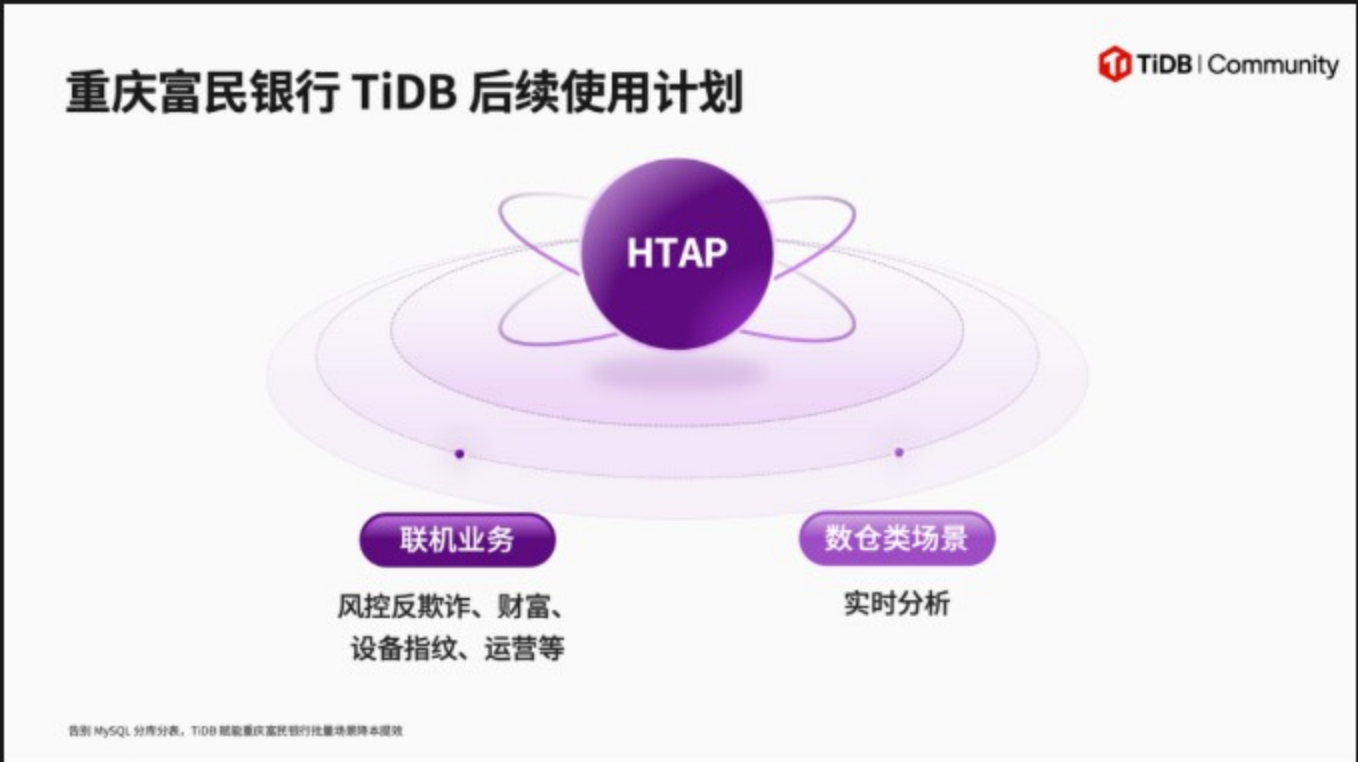 重庆富民银行 TiDB 后续使用计划
TiDB | Community
HTAP
联机业务
数仓类场景
风控反欺诈、财富、
设备指纹、运营等
实时分析
告别 MySQL 分库分表，TiDB 赋能重庆富民银行批量场景降本提效